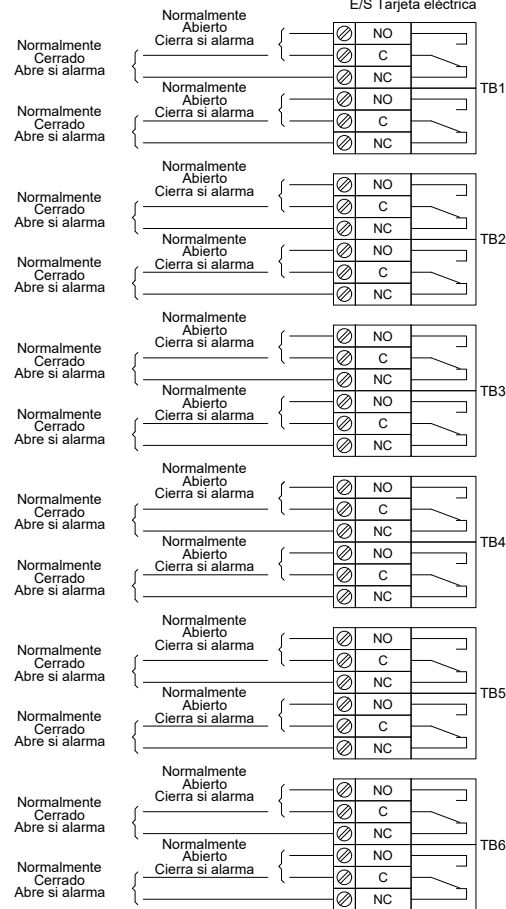 E/S Tarjeta eléctrica
Normalmente
Abierto
Cierra si alarma
NO
Normalmente
Cerrado
Abre si alarma
C
NC
TB1
Normalmente
Abierto
Cierra si alarma
NO
Normalmente
Cerrado
Abre si alarma
C
NC
Normalmente
Abierto
Cierra si alarma
NO
Normalmente
Cerrado
Abre si alarma
C
NC
TB2
Normalmente
Abierto
Cierra si alarma
NO
Normalmente
Cerrado
Abre si alarma
C
NC
Normalmente
Abierto
Cierra si alarma
NO
Normalmente
Cerrado
Abre si alarma
C
NC
TB3
Normalmente
Abierto
Cierra si alarma
NO
Normalmente
Cerrado
Abre si alarma
C
NC
Normalmente
Abierto
Cierra si alarma
NO
Normalmente
Cerrado
Abre si alarma
C
NC
TB4
Normalmente
Abierto
Cierra si alarma
NO
Normalmente
Cerrado
Abre si alarma
C
NC
Normalmente
Abierto
Cierra si alarma
NO
Normalmente
Cerrado
Abre si alarma
C
NC
TB5
Normalmente
Abierto
Cierra si alarma
NO
Normalmente
Cerrado
Abre si alarma
C
NC
Normalmente
Abierto
Cierra si alarma
NO
Normalmente
Cerrado
Abre si alarma
C
NC
TB6
Normalmente
Abierto
Cierra si alarma
NO
Normalmente
Cerrado
Abre si alarma
C
NC